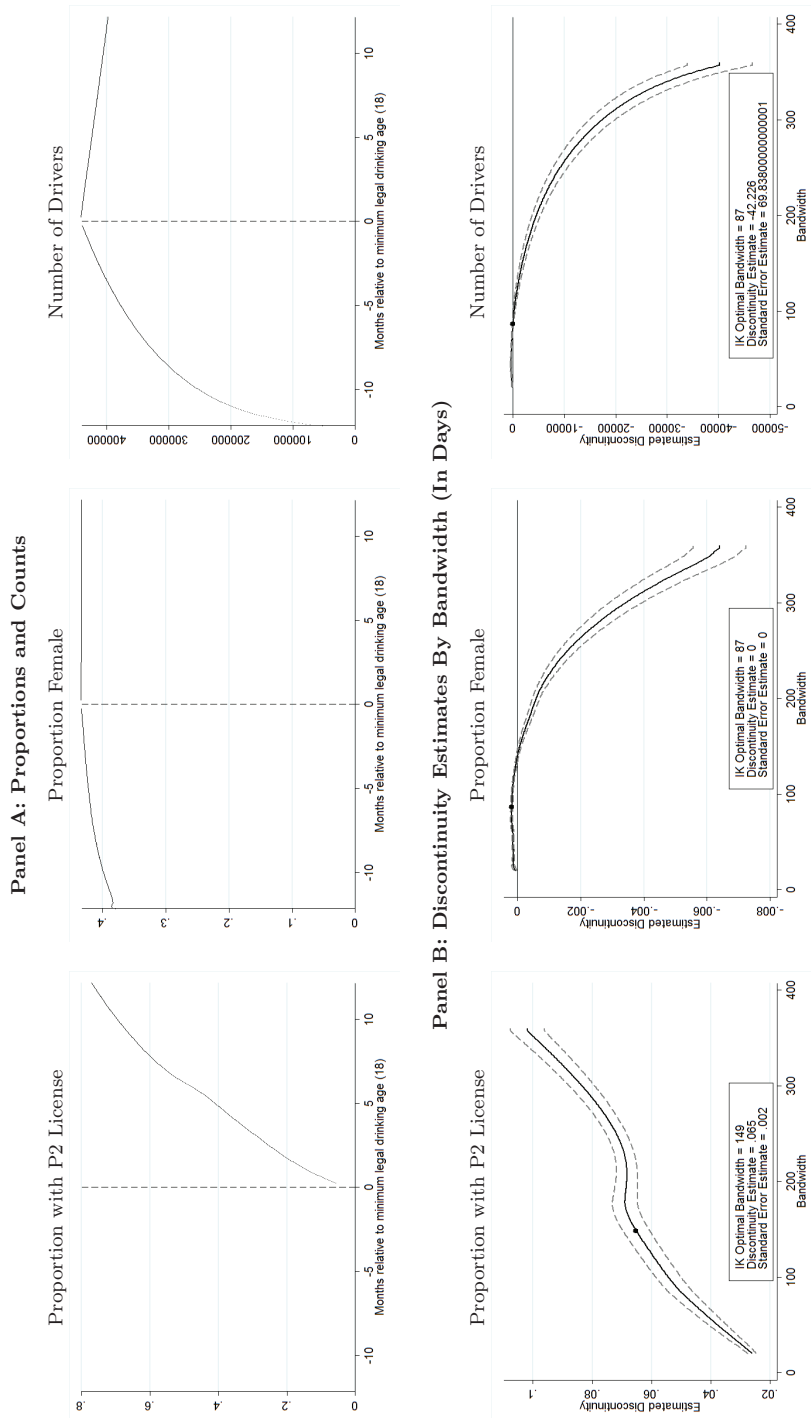 Panel A: Proportions and Counts
Proportion with P2 License
.8
.6
.4
.2
0
-10
-5
0
5
10
Months relative to minimum legal drinking age (18)
Proportion Female
.4
.3
.2
.1
0
-10
-5
0
5
10
Months relative to minimum legal drinking age (18)
Number of Drivers
400000
300000
200000
100000
0
-10
-5
0
5
10
Months relative to minimum legal drinking age (18)
Panel B: Discontinuity Estimates By Bandwidth (In Days)
Proportion with P2 License
Estimated Discontinuity
.1
.08
.06
.04
.02
IK Optimal Bandwidth = 149
Discontinuity Estimate = .065
Standard Error Estimate = .002
0
100
200
300
400
Bandwidth
Proportion Female
Estimated Discontinuity
0
-.002
-.004
-.006
-.008
IK Optimal Bandwidth = 87
Discontinuity Estimate = 0
Standard Error Estimate = 0
0
100
200
300
400
Bandwidth
Number of Drivers
Estimated Discontinuity
0
-10000
-20000
-30000
-40000
-50000
IK Optimal Bandwidth = 87
Discontinuity Estimate = -42.226
Standard Error Estimate = 69.83800000000001
0
100
200
300
400
Bandwidth